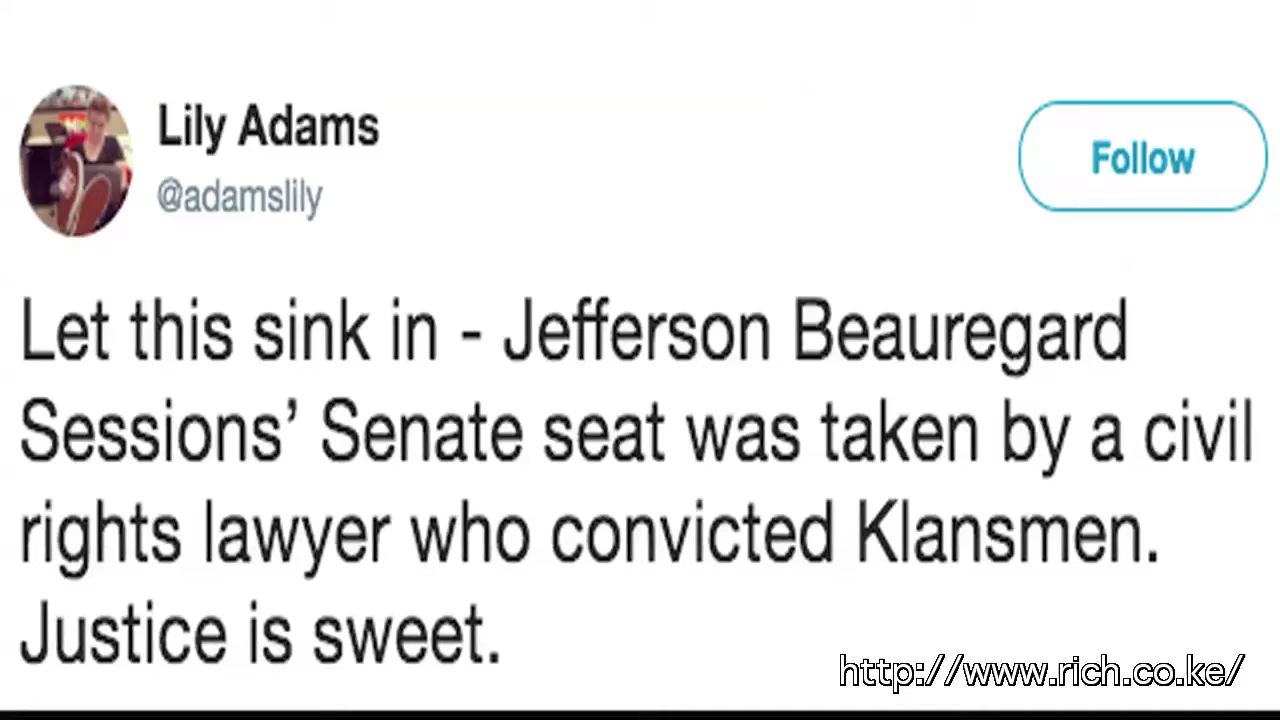 Lily Adams
@adamslily
Follow
Let this sink in - Jefferson Beauregard
Sessions’ Senate seat was taken by a civil
rights lawyer who convicted Klansmen.
Justice is sweet.
http://www.rich.co.ke/